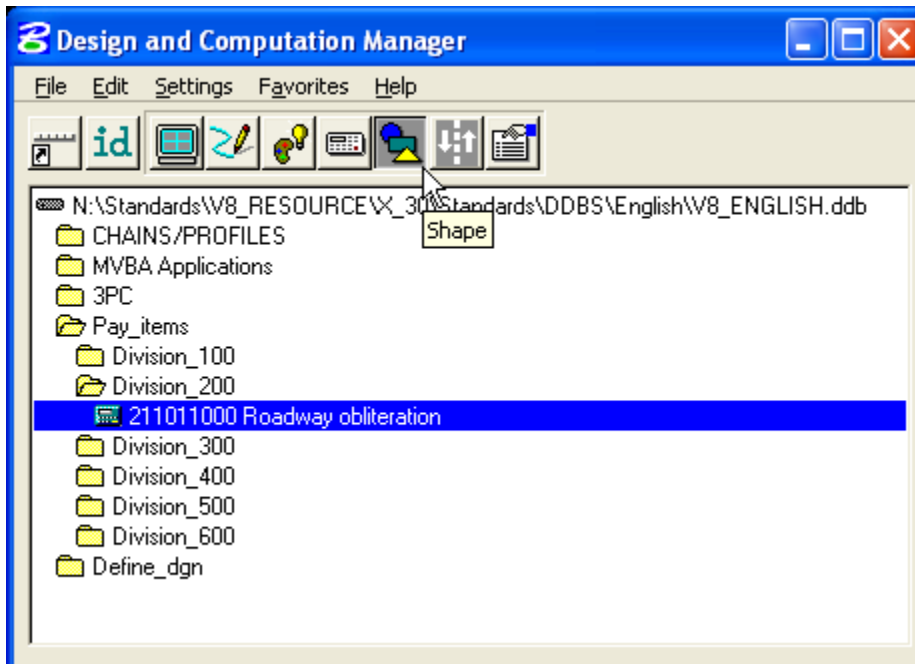 Design and Computation Manager
File Edit Settings Favorites Help
id
N:\Standards\V8_RESOURCE\X_30\Standards\DDBS\English\V8_ENGLISH.ddb
Shape
CHAINS/PROFILES
MVBA Applications
3PC
Pay_items
Division_100
Division_200
211011000 Roadway obliteration
Division_300
Division_400
Division_500
Division_600
Define_dgn